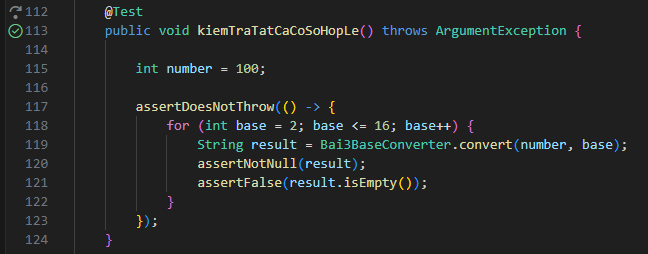 112 @Test
113 public void kiemTraTatCaCoSoHopLe() throws ArgumentException {
114
115 int number = 100;
116
117 assertDoesNotThrow(() -> {
118 for (int base = 2; base <= 16; base++) {
119 String result = Bai3BaseConverter.convert(number, base);
120 assertNotNull(result);
121 assertFalse(result.isEmpty());
122 }
123 });
124 }